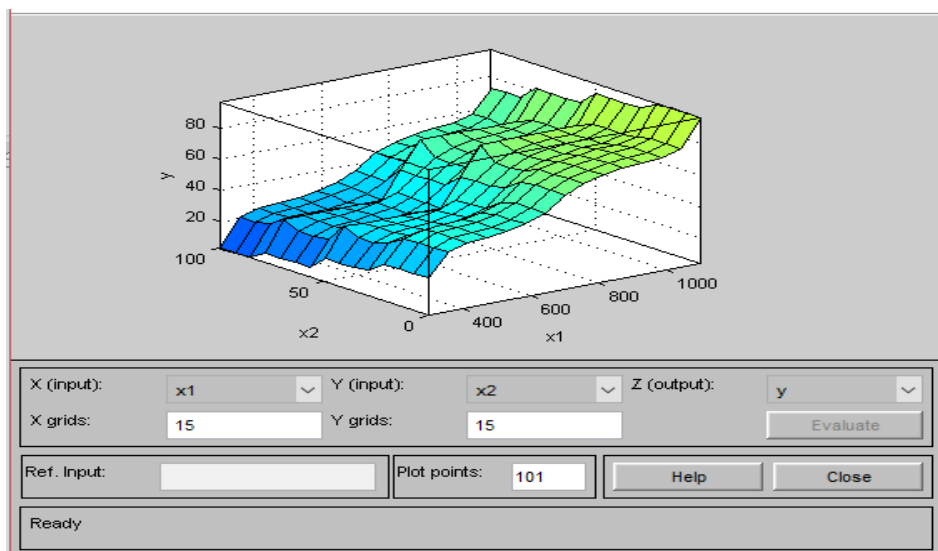 80
60
y
40
20
100
50
0
x2
400
600
800
1000
x1
X (input): x1 Y (input): x2 Z (output): y
X grids: 15 Y grids: 15 Evaluate
Ref. Input: Plot points: 101 Help Close
Ready